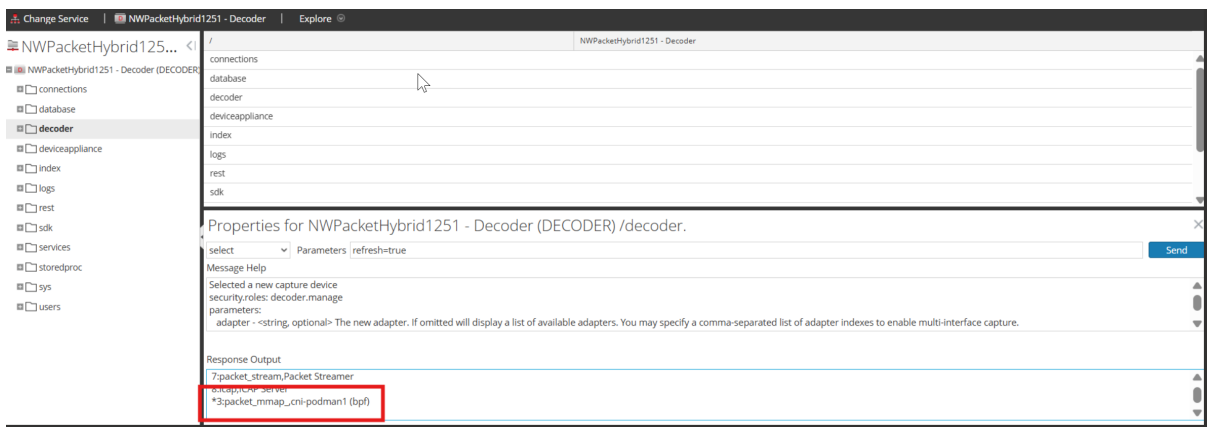 Change Service | NWPacketHybrid1251 - Decoder | Explore
NWPacketHybrid125...
NWPacketHybrid1251 - Decoder (DECODER)
connections
database
decoder
deviceappliance
index
logs
rest
sdk
services
storedproc
sys
users
/ NWPacketHybrid1251 - Decoder
connections
database
decoder
deviceappliance
index
logs
rest
sdk
Properties for NWPacketHybrid1251 - Decoder (DECODER) /decoder.
select Parameters refresh=true Send
Message Help
Selected a new capture device
security.roles: decoder.manage
parameters:
adapter - <string, optional> The new adapter. If omitted will display a list of available adapters. You may specify a comma-separated list of adapter indexes to enable multi-interface capture.
Response Output
7:packet_stream,Packet Streamer
8:icap,ICAP Server
*3:packet_mmap_,cni-podman1 (bpf)